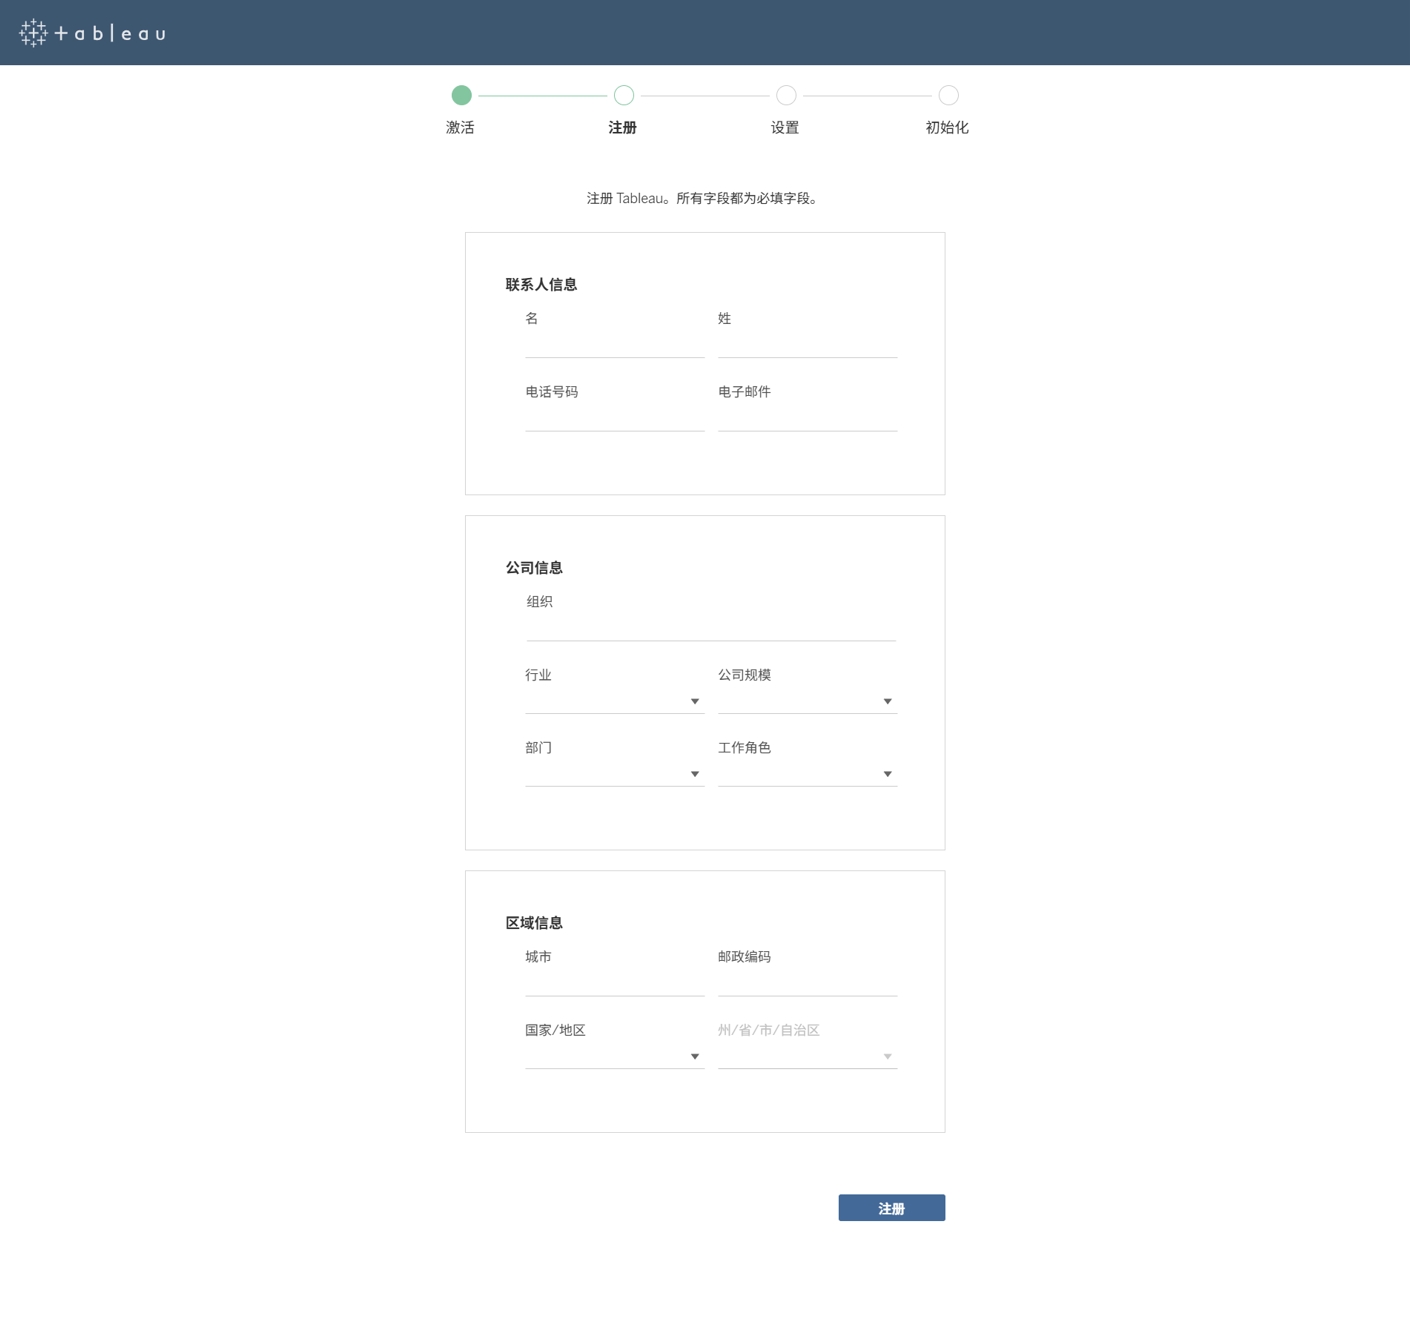 tableau
激活
注册
设置
初始化
注册 Tableau。所有字段都为必填字段。
联系人信息
名
姓
电话号码
电子邮件
公司信息
组织
行业
公司规模
部门
工作角色
区域信息
城市
邮政编码
国家/地区
州/省/市/自治区
注册